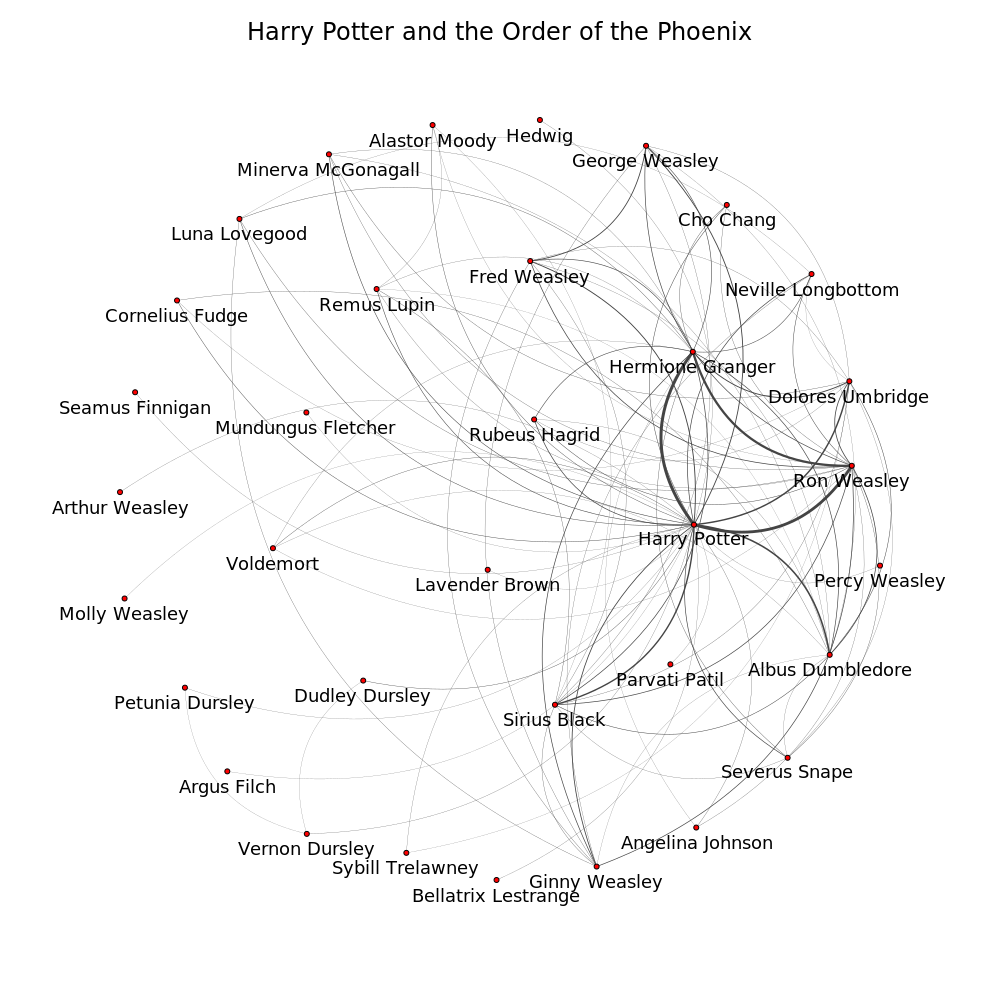 Harry Potter and the Order of the Phoenix
Hedwig
Alastor Moody
George Weasley
Minerva McGonagall
Cho Chang
Luna Lovegood
Fred Weasley
Neville Longbottom
Remus Lupin
Cornelius Fudge
Hermione Granger
Dolores Umbridge
Seamus Finnigan
Mundungus Fletcher
Rubeus Hagrid
Ron Weasley
Arthur Weasley
Harry Potter
Voldemort
Percy Weasley
Lavender Brown
Molly Weasley
Albus Dumbledore
Parvati Patil
Dudley Dursley
Petunia Dursley
Sirius Black
Severus Snape
Argus Filch
Angelina Johnson
Vernon Dursley
Sybill Trelawney
Ginny Weasley
Bellatrix Lestrange